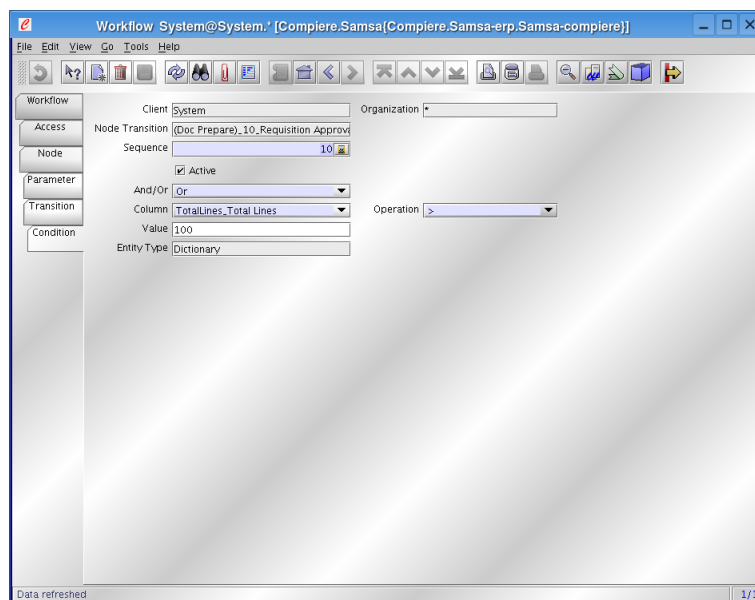 Workflow System@System.* [Compiere.Samsa{Compiere.Samsa-erp.Samsa-compiere}]
File Edit View Go Tools Help
Workflow
Access
Node
Parameter
Transition
Condition
Client System Organization *
Node Transition (Doc Prepare)_10_Requisition Approva
Sequence 10
Active
And/Or Or
Column TotalLines_Total Lines Operation >
Value 100
Entity Type Dictionary
Data refreshed